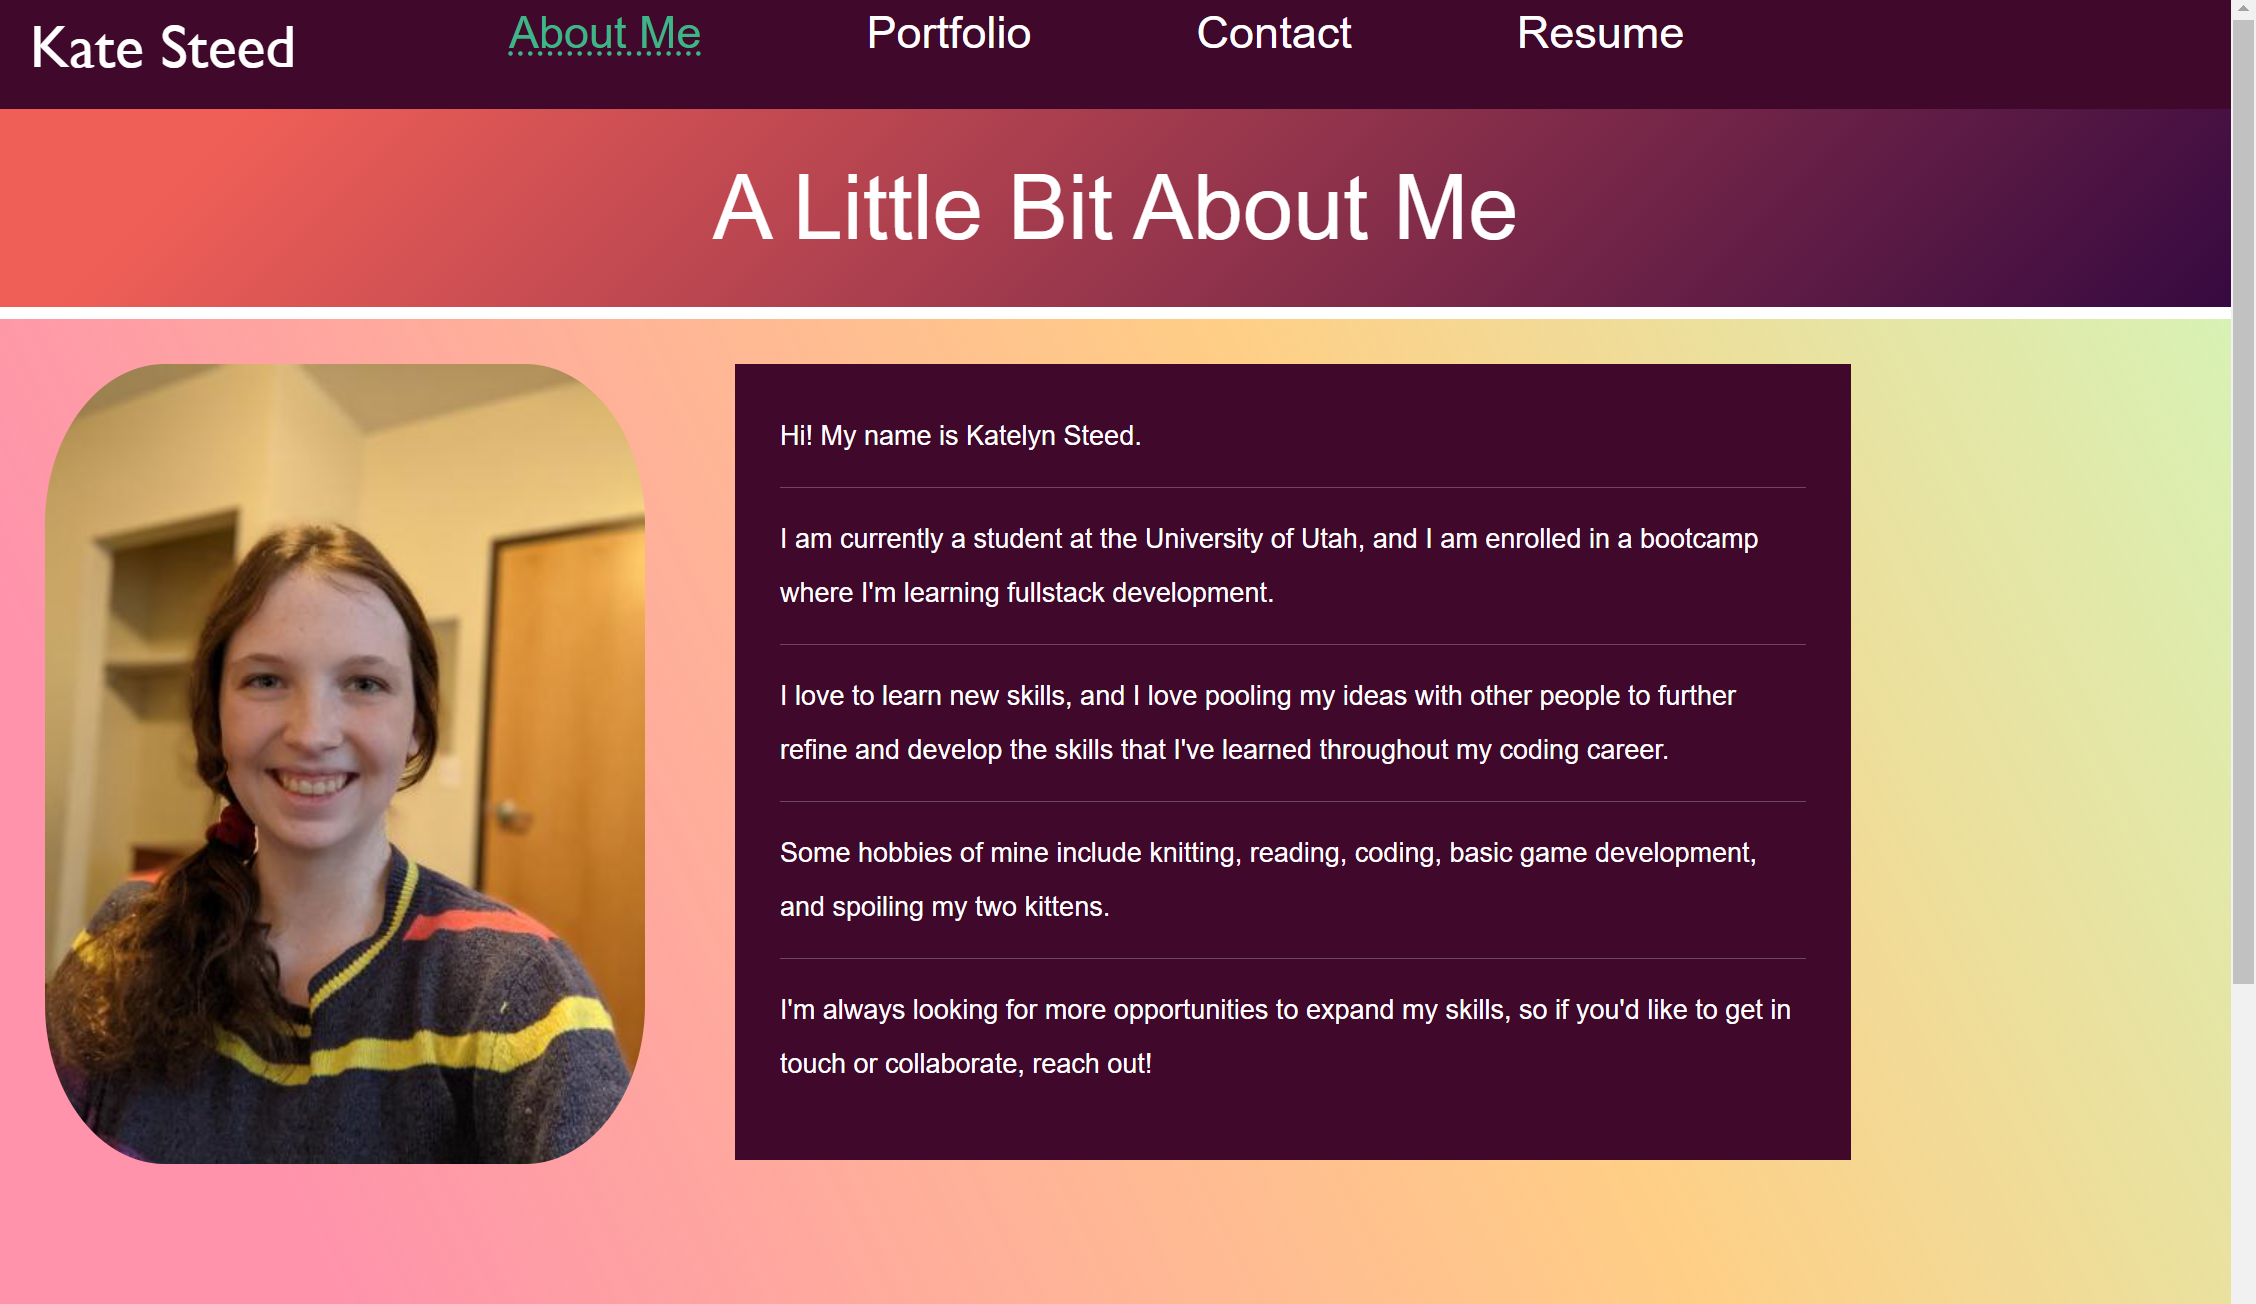 Kate Steed
About Me
Portfolio
Contact
Resume
A Little Bit About Me
Hi! My name is Katelyn Steed.
I am currently a student at the University of Utah, and I am enrolled in a bootcamp
where I'm learning fullstack development.
I love to learn new skills, and I love pooling my ideas with other people to further
refine and develop the skills that I've learned throughout my coding career.
Some hobbies of mine include knitting, reading, coding, basic game development,
and spoiling my two kittens.
I'm always looking for more opportunities to expand my skills, so if you'd like to get in
touch or collaborate, reach out!